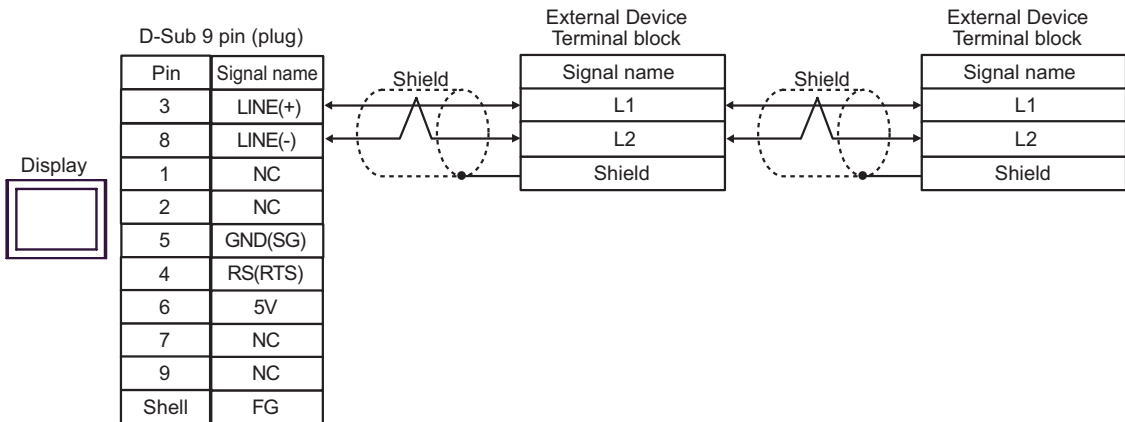 External Device
Terminal block
External Device
Terminal block
D-Sub 9 pin (plug)
Pin Signal name
Shield
Signal name
Shield
Signal name
3 LINE(+)
L1
L1
8 LINE(-)
L2
L2
Display
1 NC
Shield
Shield
2 NC
5 GND(SG)
4 RS(RTS)
6 5V
7 NC
9 NC
Shell FG